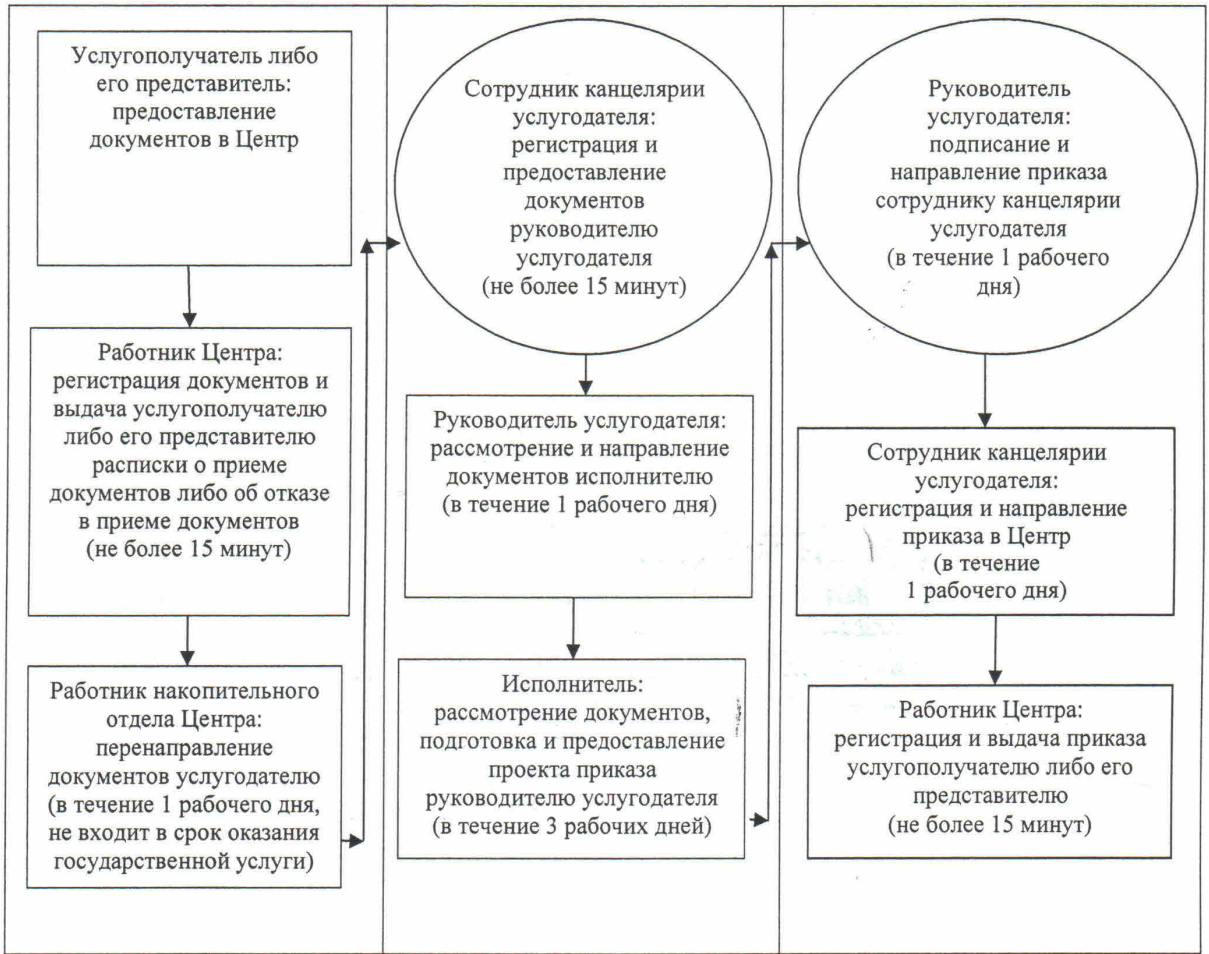 Услугополучатель либо
его представитель:
предоставление
документов в Центр
Работник Центра:
регистрация документов и
выдача услугополучателю
либо его представителю
расписки о приеме
документов либо об отказе
в приеме документов
(не более 15 минут)
Работник накопительного
отдела Центра:
перенаправление
документов услугодателю
(в течение 1 рабочего дня,
не входит в срок оказания
государственной услуги)
Сотрудник канцелярии
услугодателя:
регистрация и
предоставление
документов
руководителю
услугодателя
(не более 15 минут)
Руководитель услугодателя:
рассмотрение и направление
документов исполнителю
(в течение 1 рабочего дня)
Исполнитель:
рассмотрение документов,
подготовка и предоставление
проекта приказа
руководителю услугодателя
(в течение 3 рабочих дней)
Руководитель
услугодателя:
подписание и
направление приказа
сотруднику канцелярии
услугодателя
(в течение 1 рабочего
дня)
Сотрудник канцелярии
услугодателя:
регистрация и направление
приказа в Центр
(в течение
1 рабочего дня)
Работник Центра:
регистрация и выдача приказа
услугополучателю либо его
представителю
(не более 15 минут)